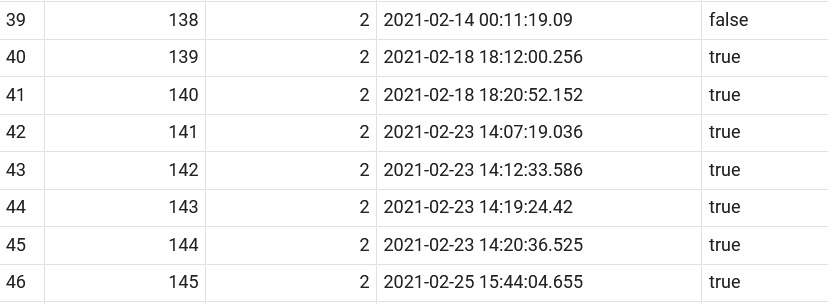 39 138 2 2021-02-14 00:11:19.09 false
40 139 2 2021-02-18 18:12:00.256 true
41 140 2 2021-02-18 18:20:52.152 true
42 141 2 2021-02-23 14:07:19.036 true
43 142 2 2021-02-23 14:12:33.586 true
44 143 2 2021-02-23 14:19:24.42 true
45 144 2 2021-02-23 14:20:36.525 true
46 145 2 2021-02-25 15:44:04.655 true